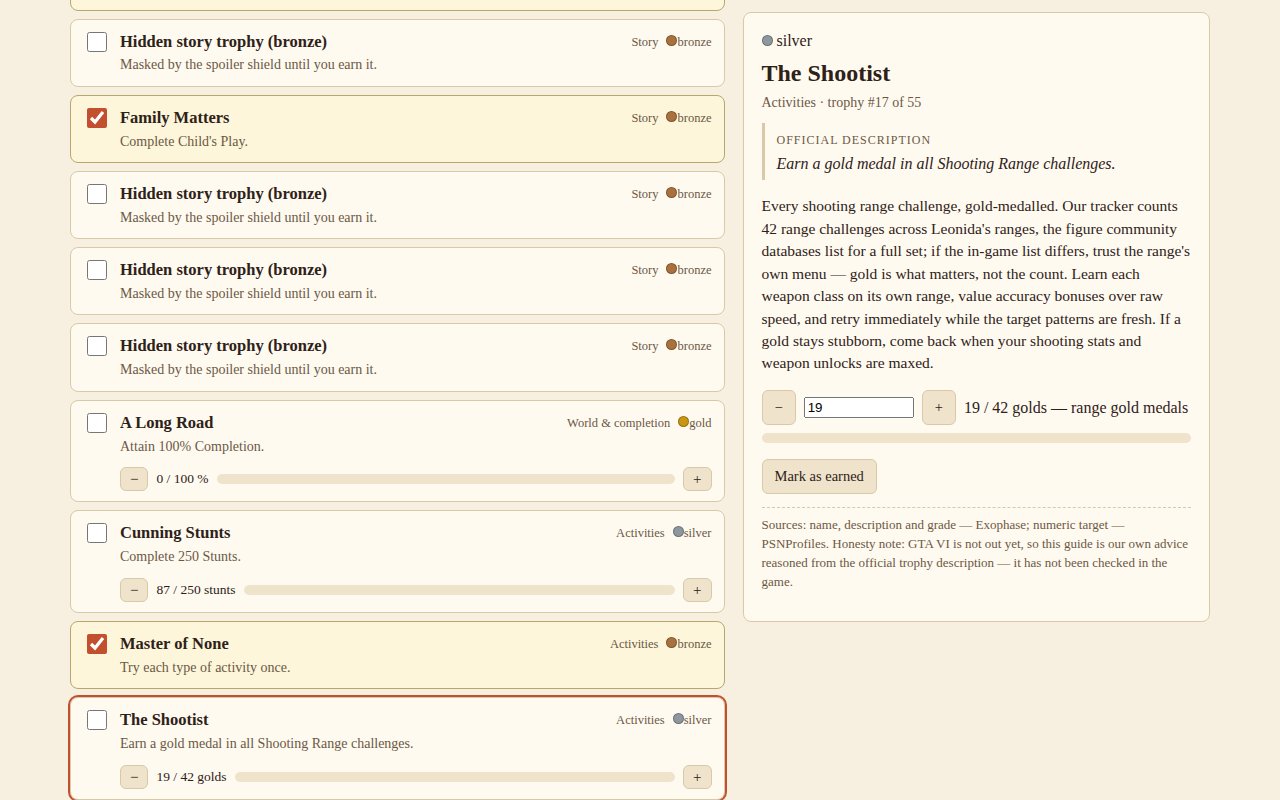 Hidden story trophy (bronze)
Story bronze
Masked by the spoiler shield until you earn it.
Family Matters
Story bronze
Complete Child's Play.
Hidden story trophy (bronze)
Story bronze
Masked by the spoiler shield until you earn it.
Hidden story trophy (bronze)
Story bronze
Masked by the spoiler shield until you earn it.
Hidden story trophy (bronze)
Story bronze
Masked by the spoiler shield until you earn it.
A Long Road
World & completion gold
Attain 100% Completion.
− 0 / 100 % +
Cunning Stunts
Activities silver
Complete 250 Stunts.
− 87 / 250 stunts +
Master of None
Activities bronze
Try each type of activity once.
The Shootist
Activities silver
Earn a gold medal in all Shooting Range challenges.
− 19 / 42 golds +
silver
The Shootist
Activities · trophy #17 of 55
OFFICIAL DESCRIPTION
Earn a gold medal in all Shooting Range challenges.
Every shooting range challenge, gold-medalled. Our tracker counts
42 range challenges across Leonida's ranges, the figure community
databases list for a full set; if the in-game list differs, trust the range's
own menu — gold is what matters, not the count. Learn each
weapon class on its own range, value accuracy bonuses over raw
speed, and retry immediately while the target patterns are fresh. If a
gold stays stubborn, come back when your shooting stats and
weapon unlocks are maxed.
− 19 + 19 / 42 golds — range gold medals
Mark as earned
Sources: name, description and grade — Exophase; numeric target —
PSNProfiles. Honesty note: GTA VI is not out yet, so this guide is our own advice
reasoned from the official trophy description — it has not been checked in the
game.